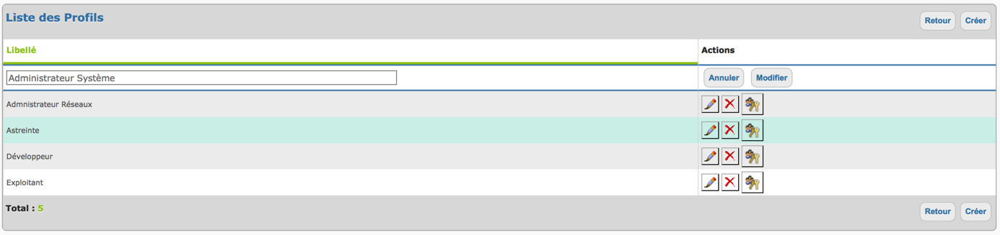 Liste des Profils
Retour Créer
Libellé Actions
Administrateur Système Annuler Modifier
Admnistrateur Réseaux
Astreinte
Développeur
Exploitant
Total : 5 Retour Créer